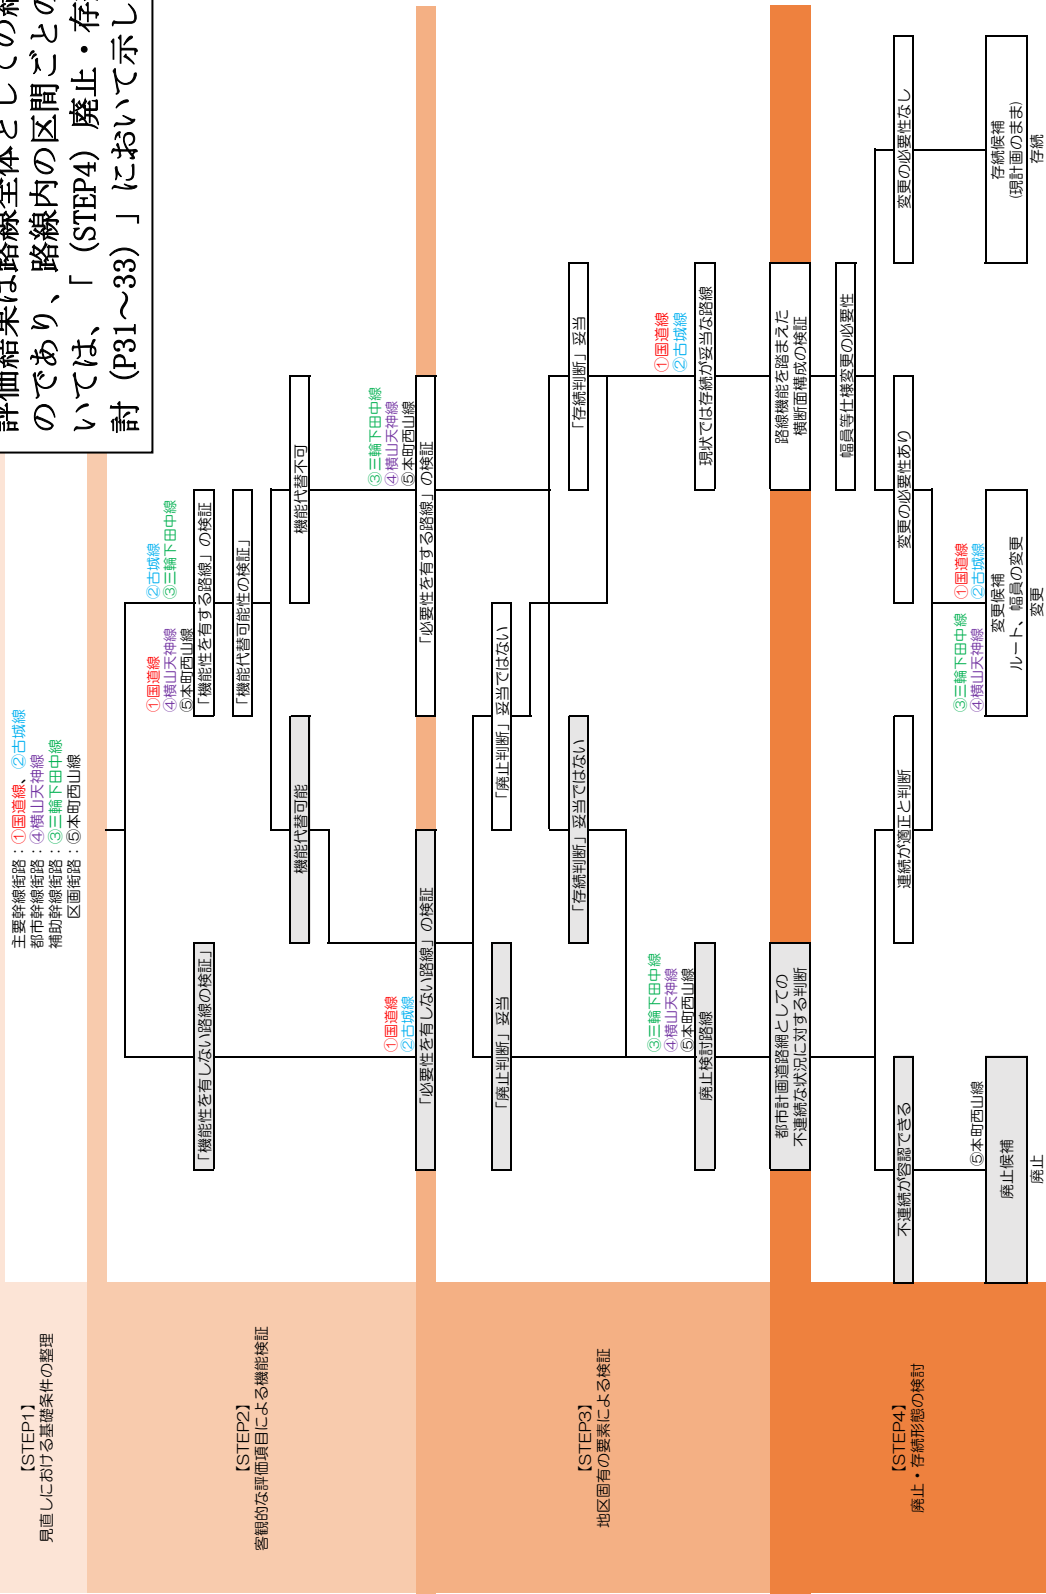 評価結果は路線全体としての結
のであり、路線内の区間ごとの
いては、「（STEP4）廃止・存
討（P31～33）」において示し
【STEP1】
見直しにおける基礎条件の整理
主要幹線街路：①国道線、②古城線
都市幹線街路：④横山天神線
補助幹線街路：③三輪下田中線
区画街路：⑤本町西山線
【STEP2】
客観的な評価項目による機能検証
①国道線
④横山天神線
⑤本町西山線
②古城線
③三輪下田中線
「機能性を有しない路線の検証」
「機能性を有する路線」の検証
「機能代替可能性の検証」
機能代替可能
機能代替不可
①国道線
②古城線
③三輪下田中線
④横山天神線
⑤本町西山線
「必要性を有しない路線」の検証
「必要性を有する路線」の検証
【STEP3】
地区固有の要素による検証
「廃止判断」妥当
「廃止判断」妥当ではない
「存続判断」妥当ではない
「存続判断」妥当
③三輪下田中線
④横山天神線
⑤本町西山線
①国道線
②古城線
廃止検討路線
現状では存続が妥当な路線
都市計画道路網としての
不連続な状況に対する判断
路線機能を踏まえた
横断面構成の検証
幅員等仕様変更の必要性
【STEP4】
廃止・存続形態の検討
不連続が容認できる
連続が適正と判断
変更の必要性あり
変更の必要性なし
⑤本町西山線
③三輪下田中線
④横山天神線
①国道線
②古城線
廃止候補
変更候補
ルート、幅員の変更
存続候補
(現計画のまま)
廃止
変更
存続